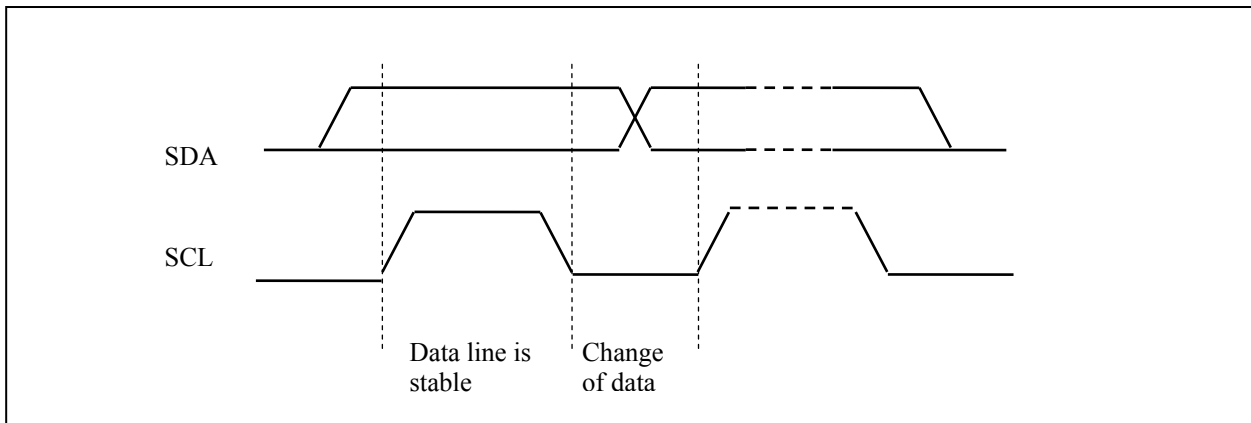 SDA
SCL
Data line is
stable
Change
of data